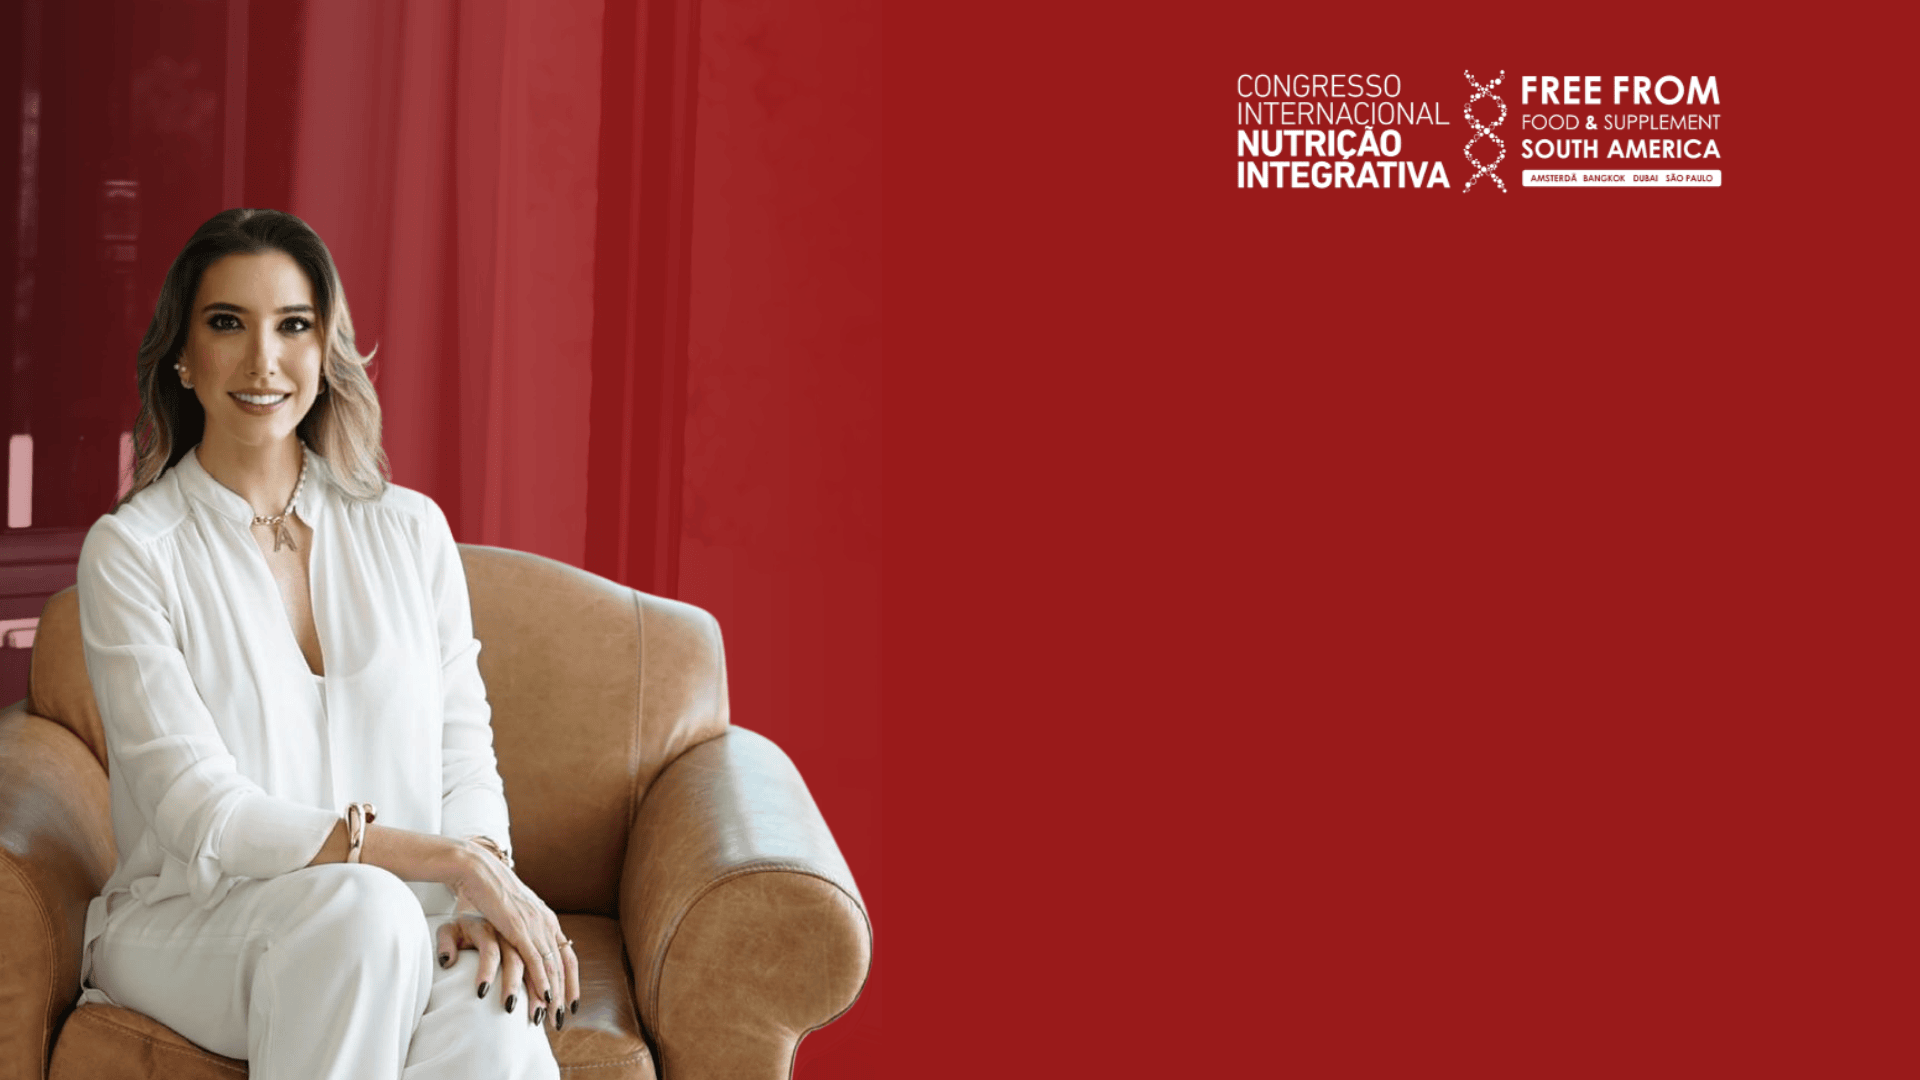 CONGRESSO
INTERNACIONAL
NUTRIÇÃO
INTEGRATIVA
FREE FROM
FOOD & SUPPLEMENT
SOUTH AMERICA
AMSTERDÃ BANGKOK DUBAI SÃO PAULO
A